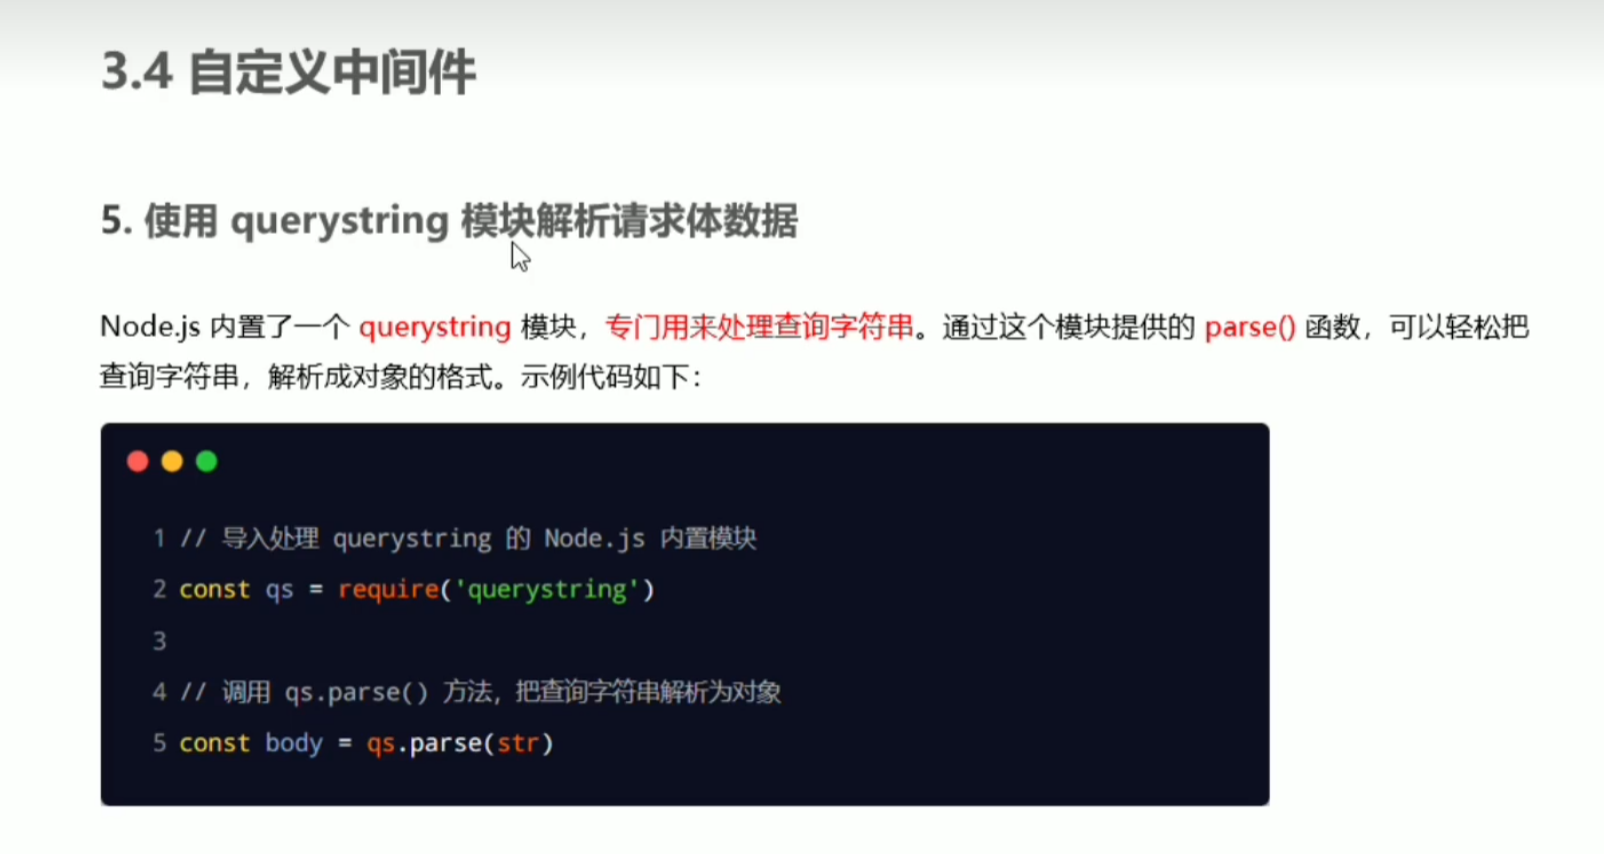 3.4 自定义中间件
5. 使用 querystring 模块解析请求体数据
Node.js 内置了一个 querystring 模块，专门用来处理查询字符串。通过这个模块提供的 parse() 函数，可以轻松把
查询字符串，解析成对象的格式。示例代码如下：
1 // 导入处理 querystring 的 Node.js 内置模块
2 const qs = require('querystring')
3
4 // 调用 qs.parse() 方法，把查询字符串解析为对象
5 const body = qs.parse(str)